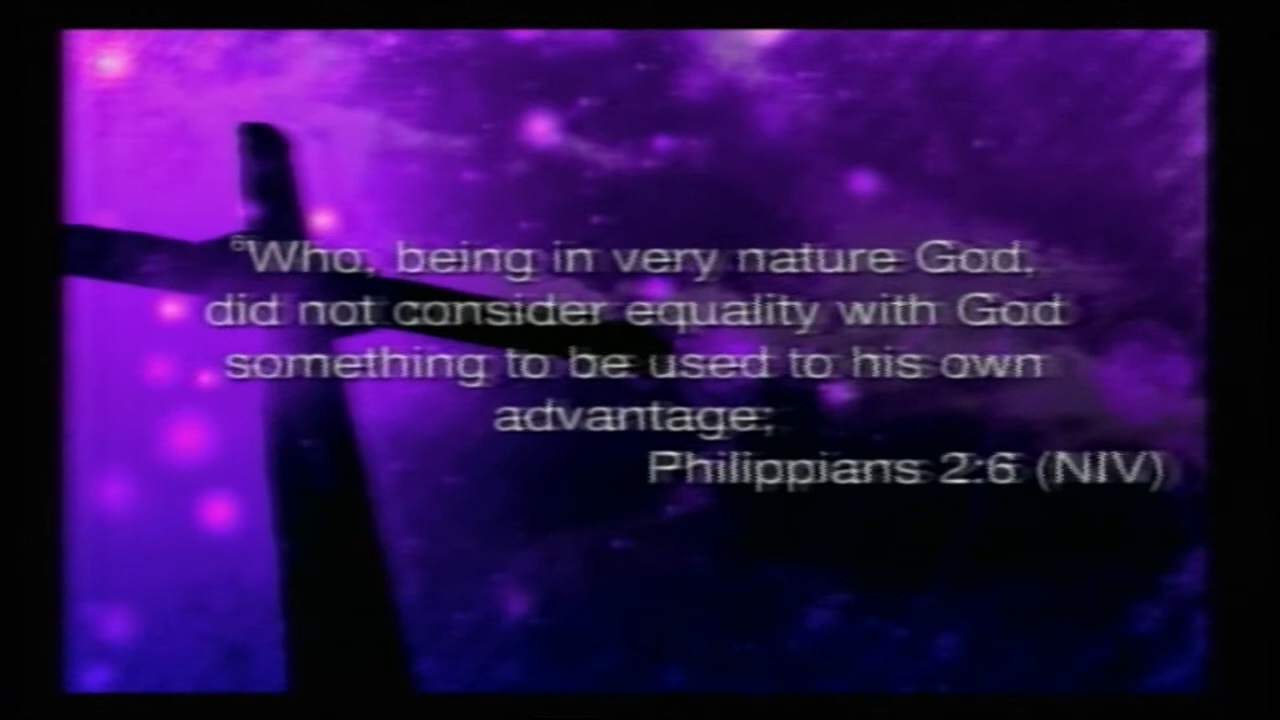 ⁶Who, being in very nature God,
did not consider equality with God
something to be used to his own
advantage;
Philippians 2:6 (NIV)